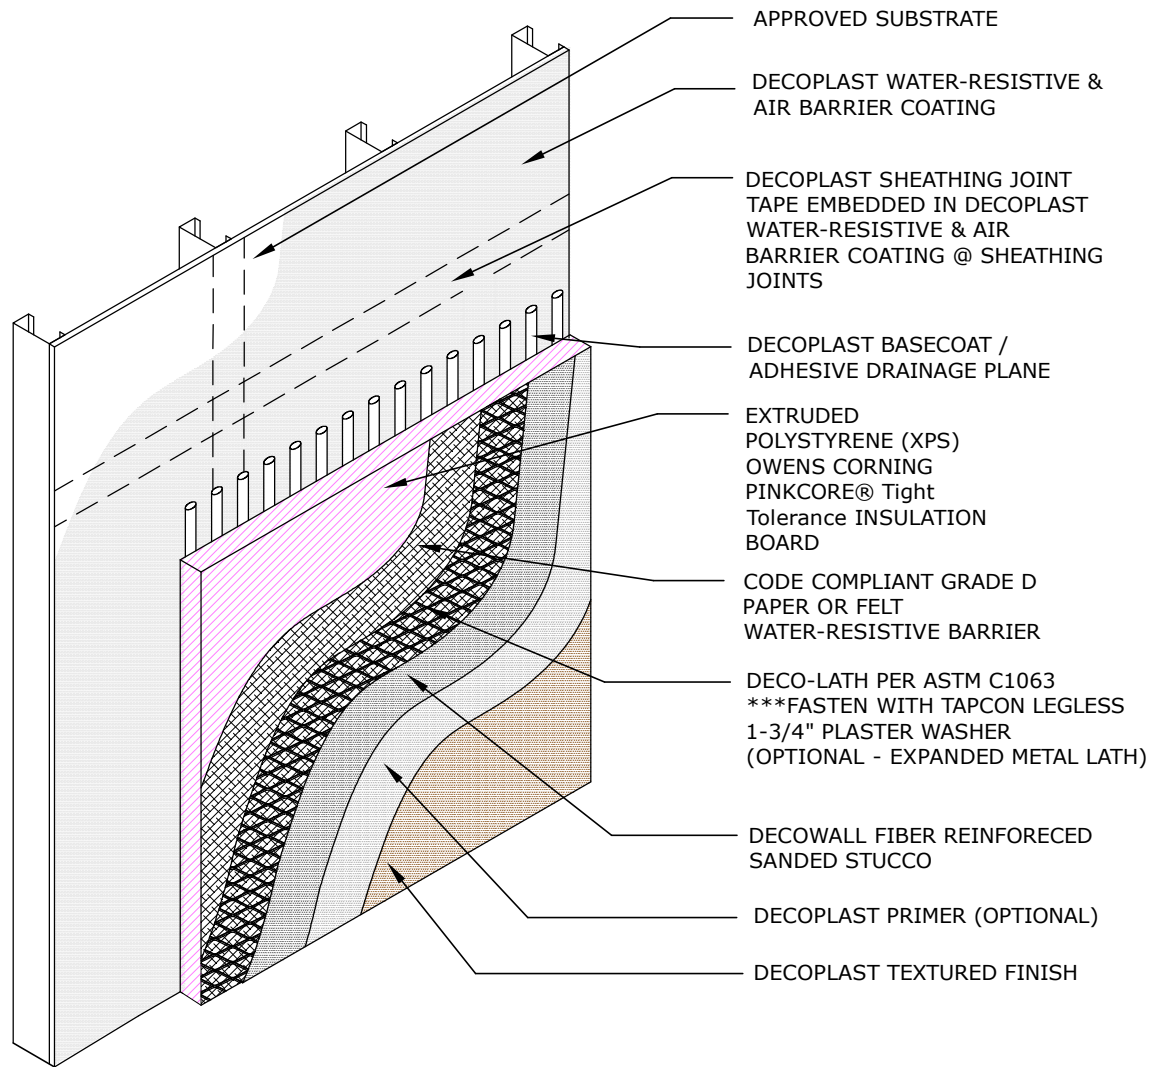 APPROVED SUBSTRATE
DECOPLAST WATER-RESISTIVE &
AIR BARRIER COATING
DECOPLAST SHEATHING JOINT
TAPE EMBEDDED IN DECOPLAST
WATER-RESISTIVE & AIR
BARRIER COATING @ SHEATHING
JOINTS
DECOPLAST BASECOAT /
ADHESIVE DRAINAGE PLANE
EXTRUDED
POLYSTYRENE (XPS)
OWENS CORNING
PINKCORE® Tight
Tolerance INSULATION
BOARD
CODE COMPLIANT GRADE D
PAPER OR FELT
WATER-RESISTIVE BARRIER
DECO-LATH PER ASTM C1063
***FASTEN WITH TAPCON LEGLESS
1-3/4" PLASTER WASHER
(OPTIONAL - EXPANDED METAL LATH)
DECOWALL FIBER REINFORECED
SANDED STUCCO
DECOPLAST PRIMER (OPTIONAL)
DECOPLAST TEXTURED FINISH